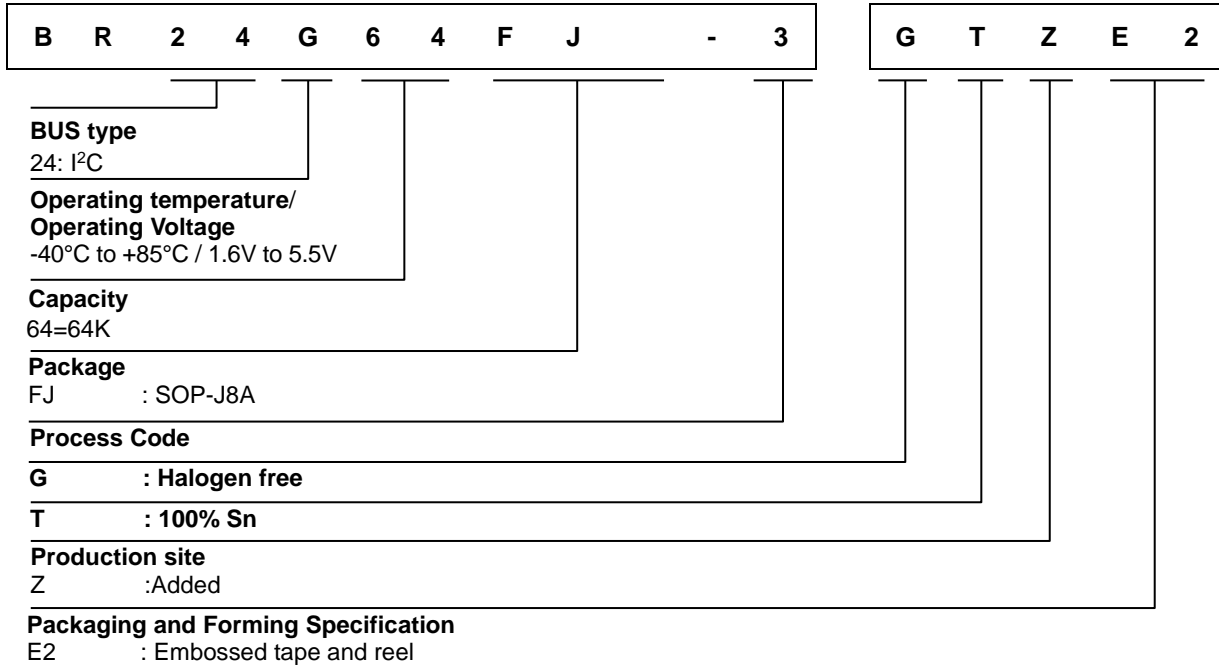 B R 2 4 G 6 4 F J - 3 G T Z E 2
BUS type
24: I²C
Operating temperature/
Operating Voltage
-40°C to +85°C / 1.6V to 5.5V
Capacity
64=64K
Package
FJ : SOP-J8A
Process Code
G : Halogen free
T : 100% Sn
Production site
Z :Added
Packaging and Forming Specification
E2 : Embossed tape and reel